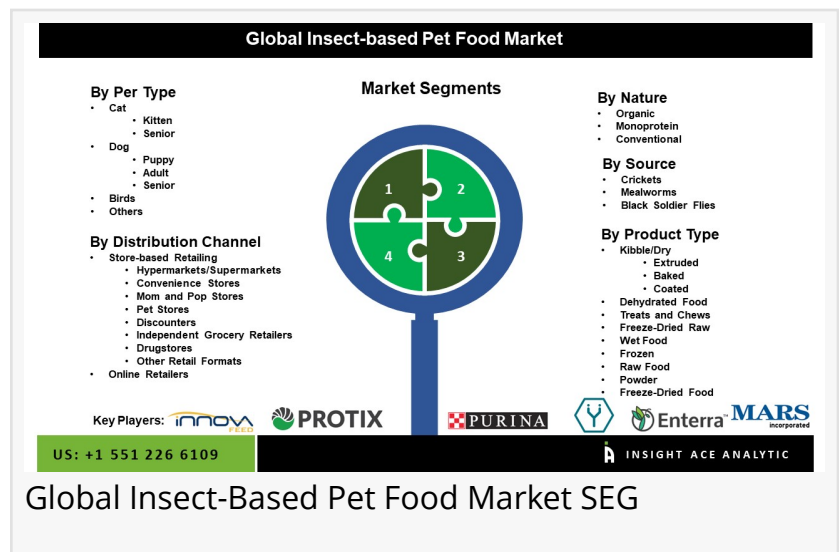 Global Insect-based Pet Food Market
Market Segments
By Per Type
• Cat
• Kitten
• Senior
• Dog
• Puppy
• Adult
• Senior
• Birds
• Others
By Distribution Channel
• Store-based Retailing
• Hypermarkets/Supermarkets
• Convenience Stores
• Mom and Pop Stores
• Pet Stores
• Discounters
• Independent Grocery Retailers
• Drugstores
• Other Retail Formats
• Online Retailers
1
2
4
3
By Nature
• Organic
• Monoprotein
• Conventional
By Source
• Crickets
• Mealworms
• Black Soldier Flies
By Product Type
• Kibble/Dry
• Extruded
• Baked
• Coated
• Dehydrated Food
• Treats and Chews
• Freeze-Dried Raw
• Wet Food
• Frozen
• Raw Food
• Powder
• Freeze-Dried Food
Key Players: innova FEED PROTIX PURINA Ÿ Enterra™ MARS incorporated
US: +1 551 226 6109
INSIGHT ACE ANALYTIC
Global Insect-Based Pet Food Market SEG